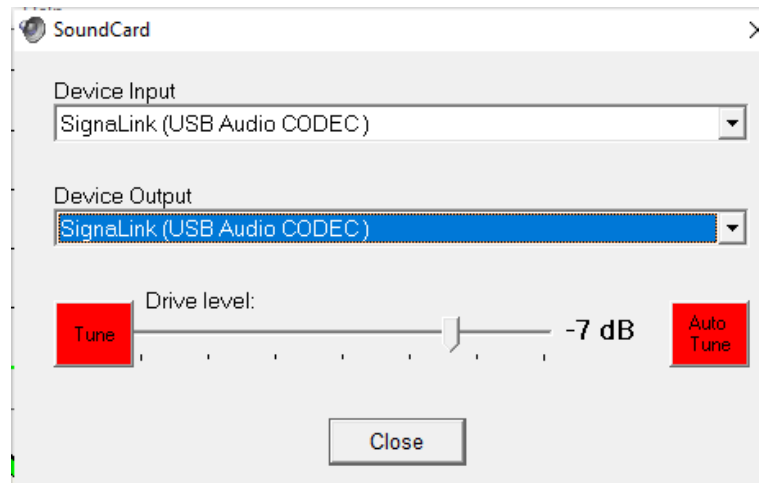 SoundCard
Device Input
SignaLink (USB Audio CODEC)
Device Output
SignaLink (USB Audio CODEC)
Drive level:
Tune
-7 dB
Auto
Tune
Close